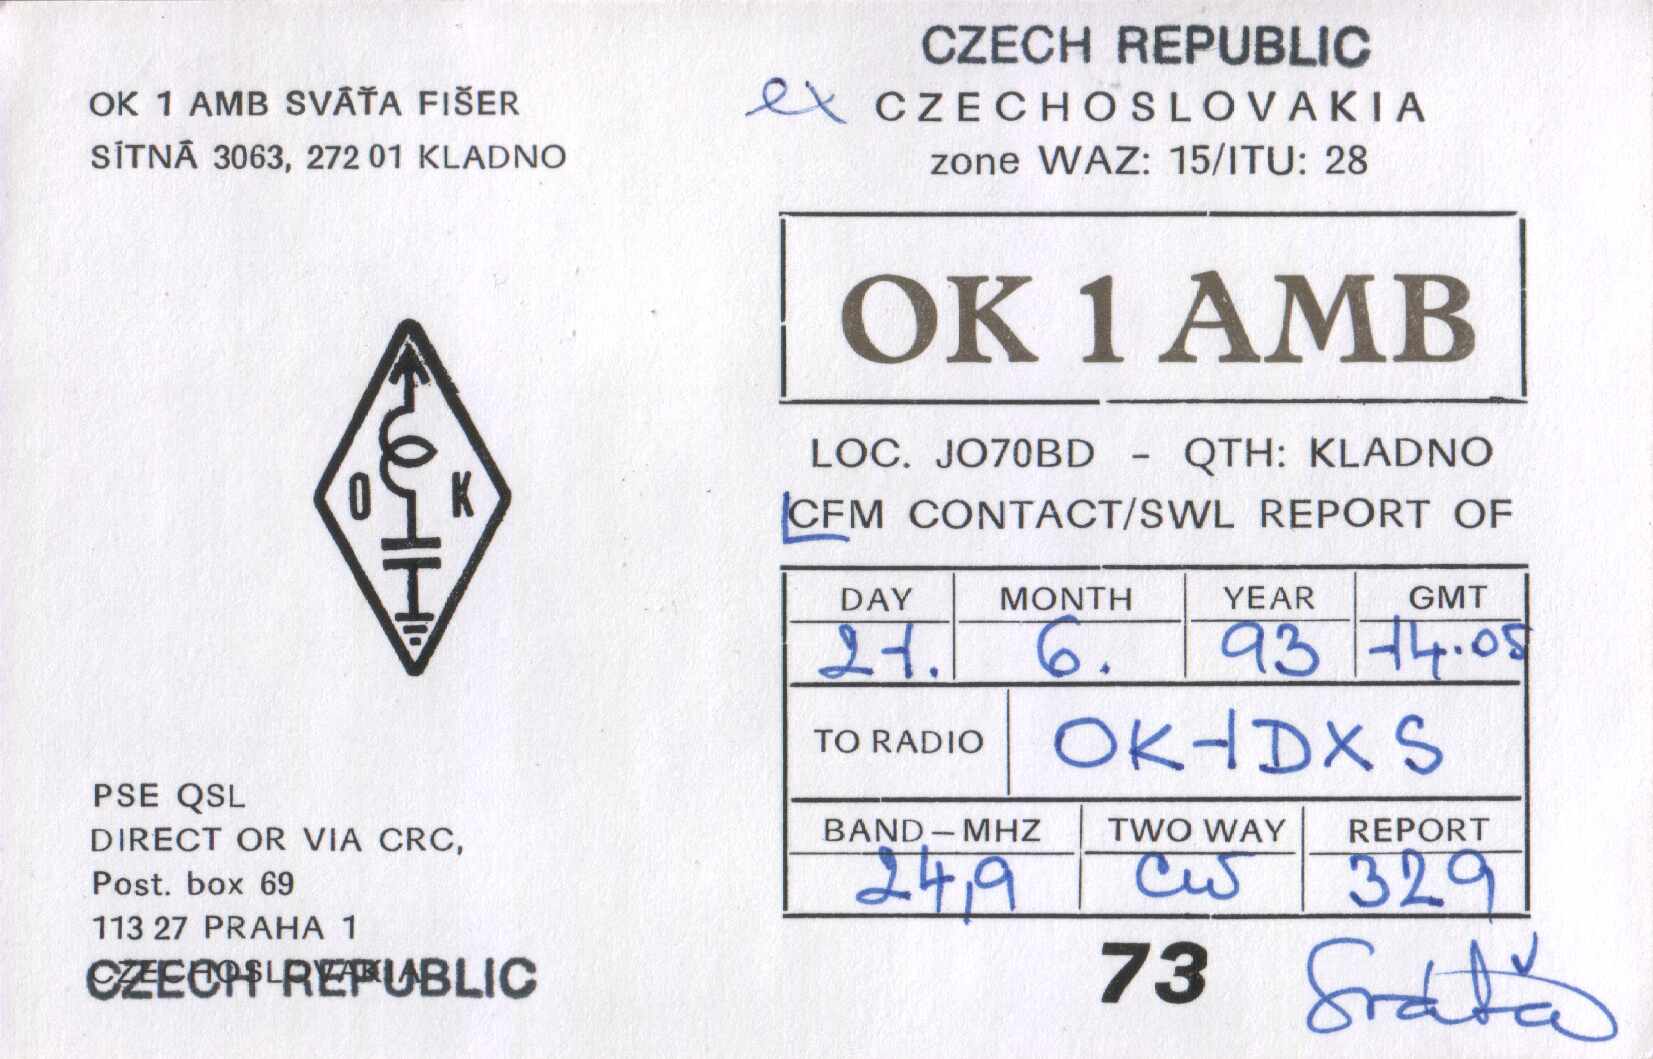 OK 1 AMB SVÁŤA FIŠER
SÍTNÁ 3063, 272 01 KLADNO
O K
PSE QSL
DIRECT OR VIA CRC,
Post. box 69
113 27 PRAHA 1
CZECHOSLOVAKIA
CZECH REPUBLIC
CZECH REPUBLIC
ex CZECHOSLOVAKIA
zone WAZ: 15/ITU: 28
OK 1 AMB
LOC. JO70BD - QTH: KLADNO
CFM CONTACT/SWL REPORT OF
DAY MONTH YEAR GMT
21. 6. 93 14.05
TO RADIO OK1DXS
BAND-MHZ TWO WAY REPORT
24,9 CW 329
73 Sváťa